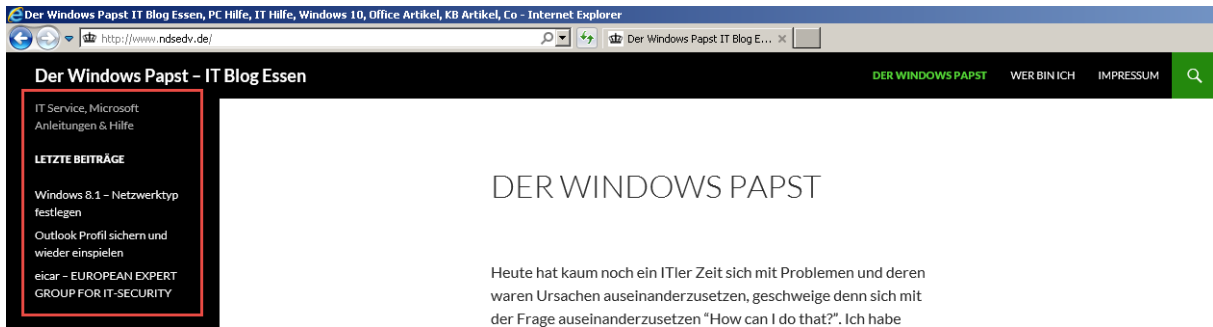 Der Windows Papst IT Blog Essen, PC Hilfe, IT Hilfe, Windows 10, Office Artikel, KB Artikel, Co - Internet Explorer
http://www.ndsedv.de/
Der Windows Papst IT Blog E...
Der Windows Papst – IT Blog Essen
DER WINDOWS PAPST
WER BIN ICH
IMPRESSUM
IT Service, Microsoft
Anleitungen & Hilfe
LETZTE BEITRÄGE
Windows 8.1 – Netzwerktyp
festlegen
Outlook Profil sichern und
wieder einspielen
eicar – EUROPEAN EXPERT
GROUP FOR IT-SECURITY
DER WINDOWS PAPST
Heute hat kaum noch ein ITler Zeit sich mit Problemen und deren
waren Ursachen auseinanderzusetzen, geschweige denn sich mit
der Frage auseinanderzusetzen “How can I do that?”. Ich habe